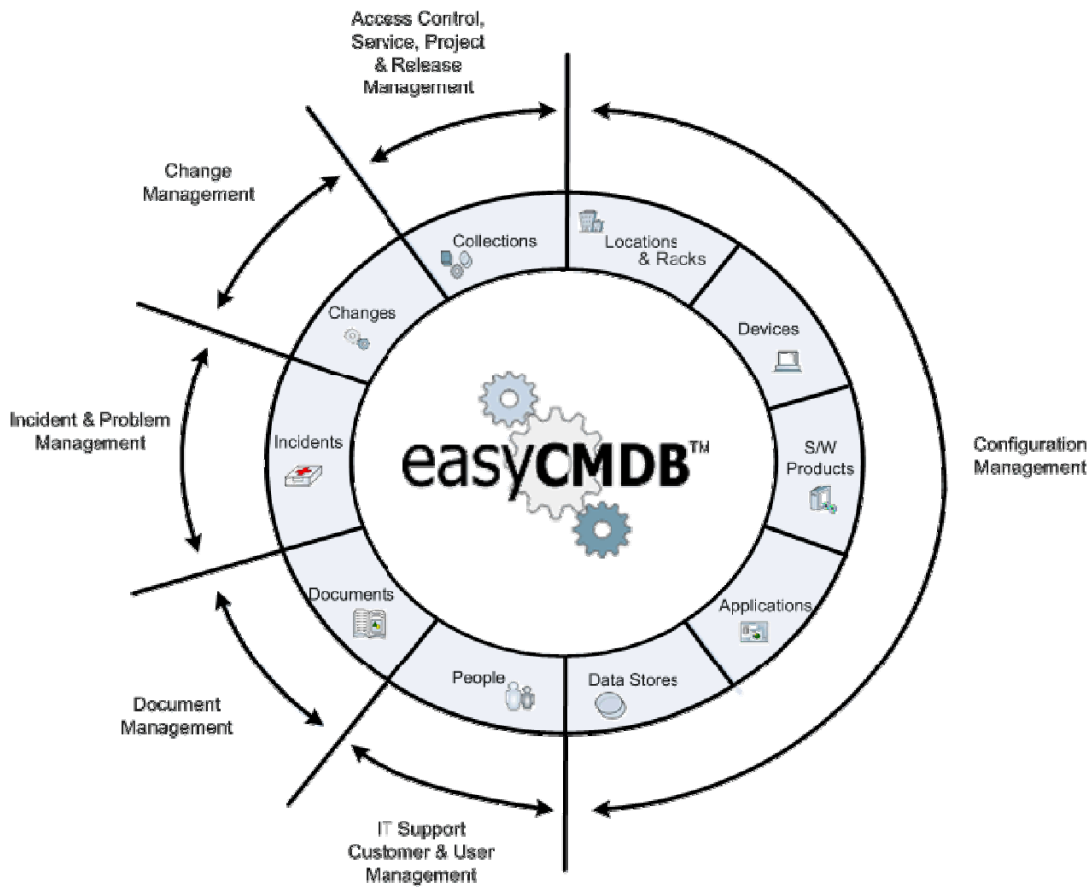 Access Control,
Service, Project
& Release
Management
Change
Management
Collections
Locations
& Racks
Changes
Devices
Incident & Problem
Management
Incidents
easyCMDB™
S/W
Products
Configuration
Management
Documents
Applications
People
Data Stores
Document
Management
IT Support
Customer & User
Management